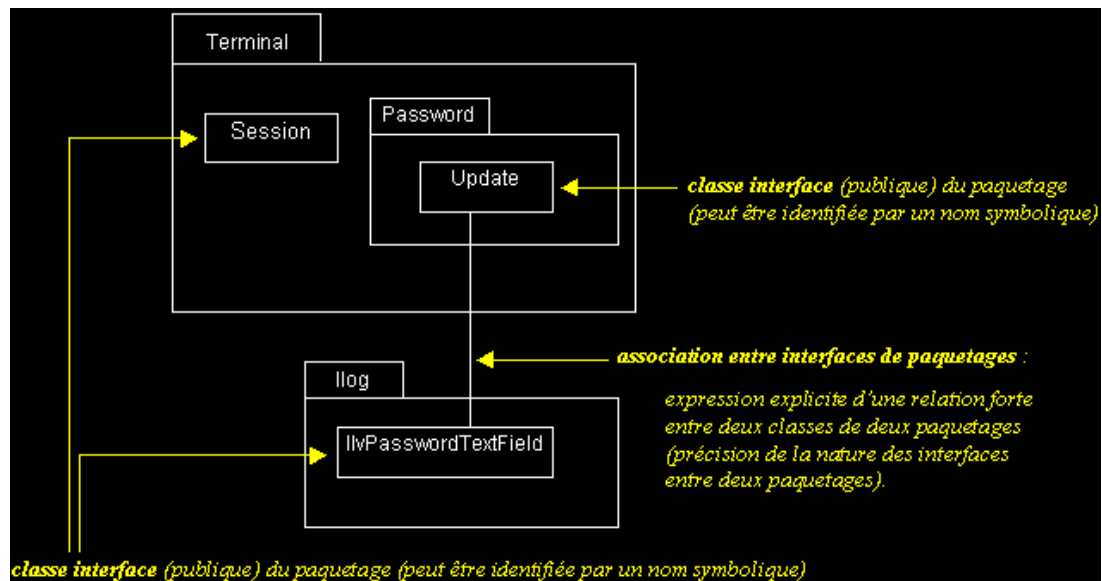 Terminal
Session
Password
Update
classe interface (publique) du paquetage
(peut être identifiée par un nom symbolique)
association entre interfaces de paquetages :
Ilog
expression explicite d'une relation forte
entre deux classes de deux paquetages
IlvPasswordTextField
(précision de la nature des interfaces
entre deux paquetages).
classe interface (publique) du paquetage (peut être identifiée par un nom symbolique)